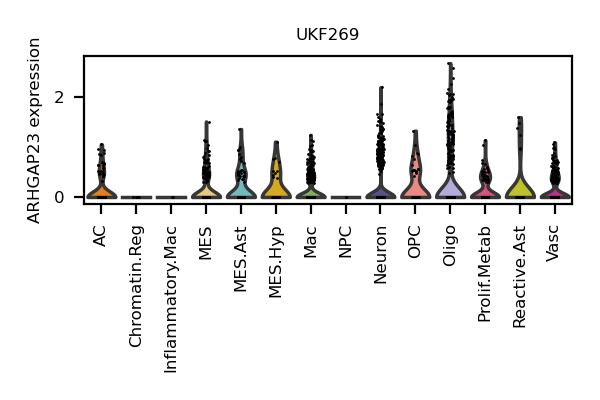 UKF269
ARHGAP23 expression
2
0
AC
Chromatin.Reg
Inflammatory.Mac
MES
MES.Ast
MES.Hyp
Mac
NPC
Neuron
OPC
Oligo
Prolif.Metab
Reactive.Ast
Vasc